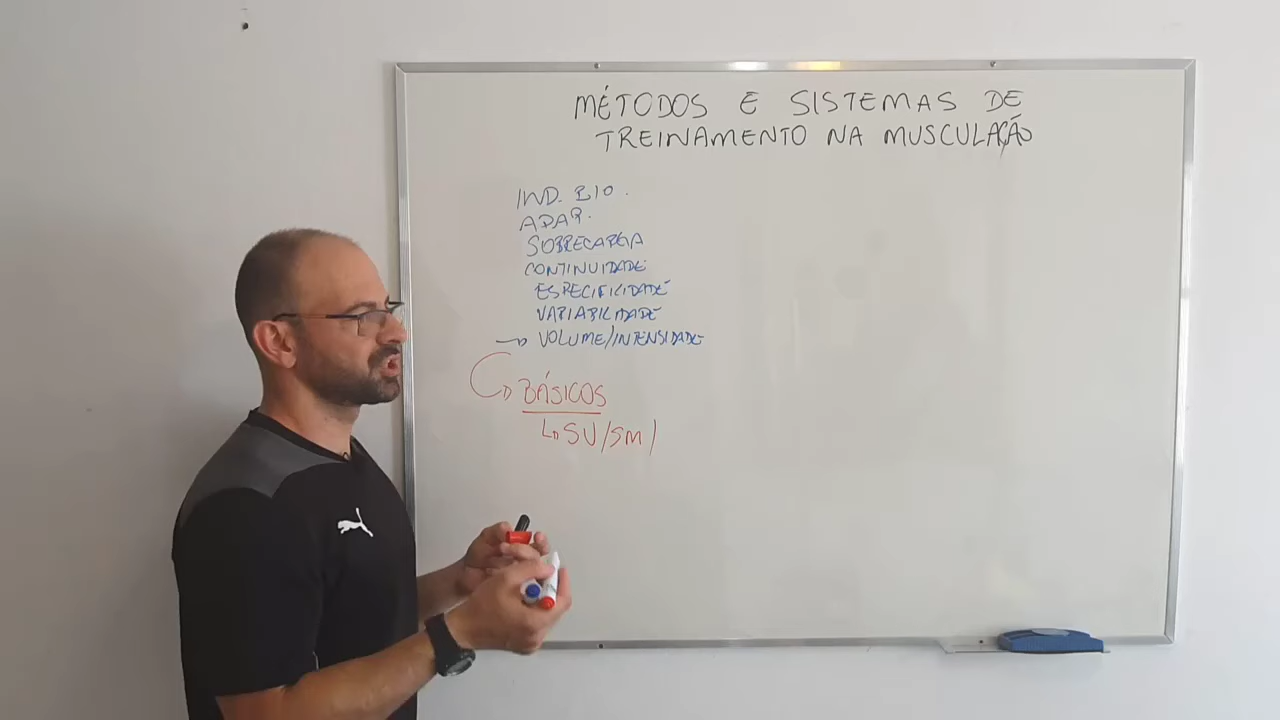 MÉTODOS E SISTEMAS DE
TREINAMENTO NA MUSCULAÇÃO
IND. BIO.
ADAP.
SOBRECARGA
CONTINUIDADE
ESPECIFICIDADE
VARIABILIDADE
→ VOLUME/INTENSIDADE
→ BÁSICOS
↳ SU/SM/